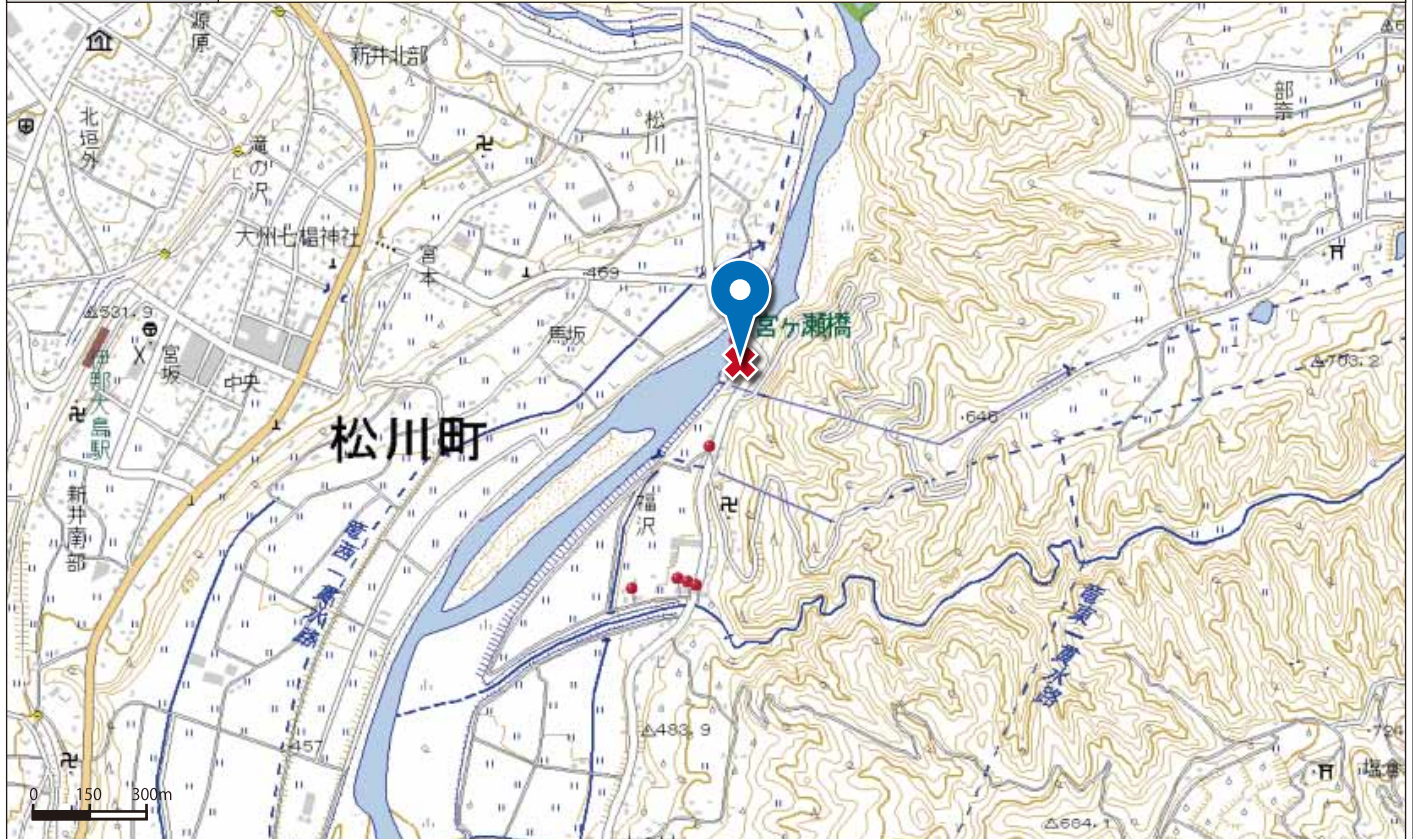 新井北部
松川
部奈
北垣外
滝の沢
大州七椙神社
宮本
469
531.9
宮ヶ瀬橋
馬坂
宮坂
中央
703.2
646
伊那大島駅
松川町
新井南部
福沢
竜西一貫水路
竜東一貫水路
483.9
457
724
塩倉
0 150 300m
684.1